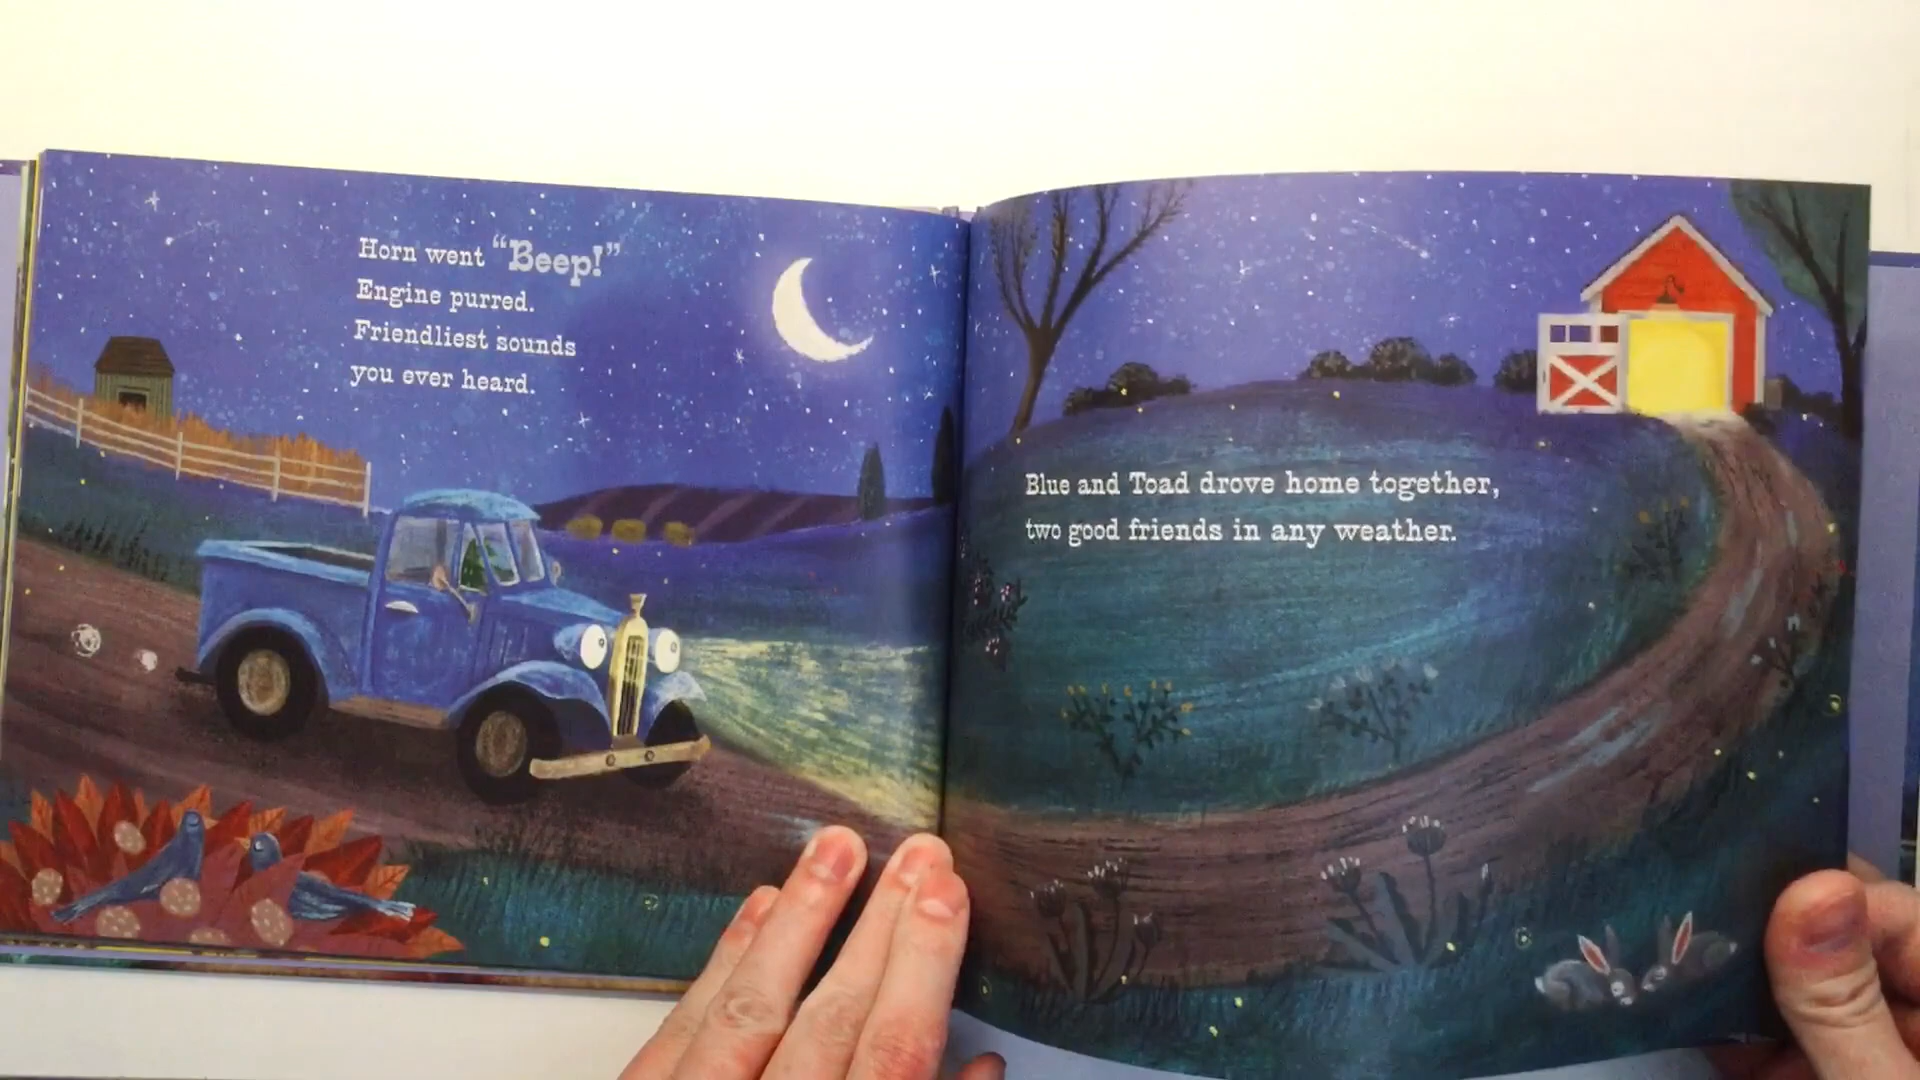 Horn went “Beep!”
Engine purred.
Friendliest sounds
you ever heard.
Blue and Toad drove home together,
two good friends in any weather.